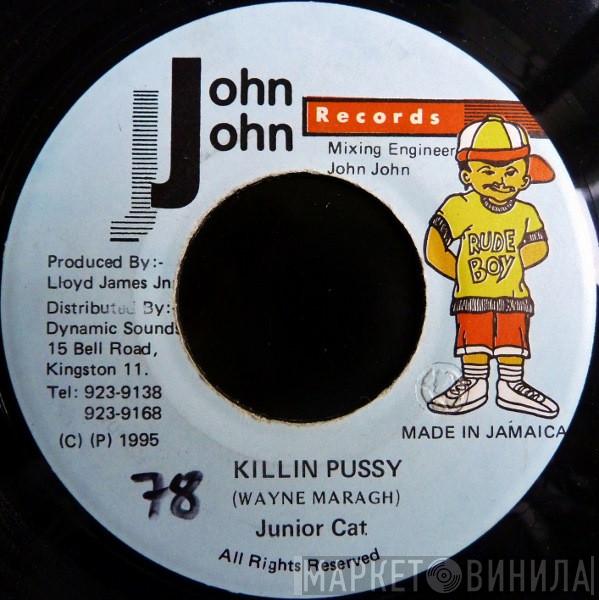 John John
Records
Mixing Engineer
John John
RUDE
BOY
Produced By:-
Lloyd James Jnr
Distributed By:-
Dynamic Sounds
15 Bell Road,
Kingston 11.
Tel: 923-9138
923-9168
(C) (P) 1995
MADE IN JAMAICA
KILLIN PUSSY
(WAYNE MARAGH)
Junior Cat
78
All Rights Reserved
МАРКЕТ ВИНИЛА